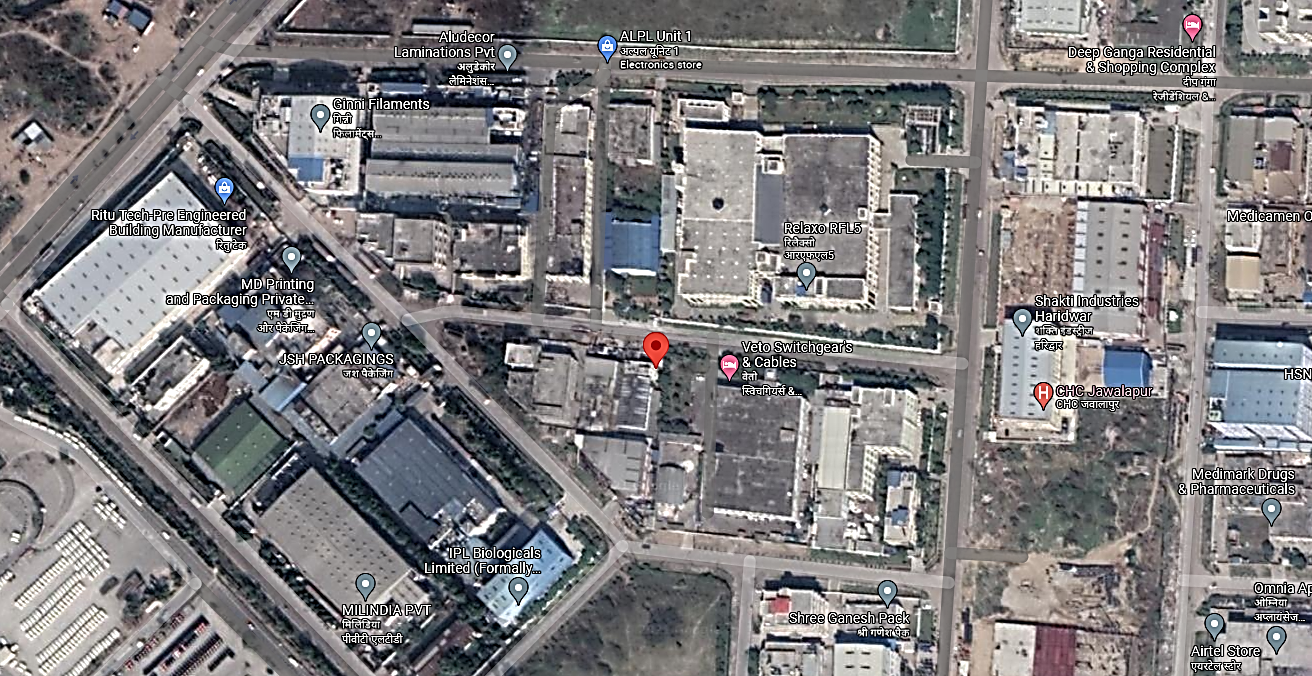 Aludecor
Laminations Pvt
अलुडेकोर
लैमिनेशंस...
ALPL Unit 1
अल्पल यूनिट 1
Electronics store
Deep Ganga Residential
& Shopping Complex
दीप गंगा
रेजीडेंशियल &...
Ginni Filaments
गिन्नी
फिलामेंट्स...
Ritu Tech-Pre Engineered
Building Manufacturer
रितु टेक
Relaxo RFL5
रिलैक्सो
आरएफएल5
Medicamen O
MD Printing
and Packaging Private...
एम डी मुद्रण
और पैकेजिंग...
Shakti Industries
Haridwar
शक्ति इंडस्ट्रीज
हरिद्वार
JSH PACKAGINGS
जश पैकेजिंग
Veto Switchgear's
& Cables
वेतो
स्विचगियर्स &...
HSN
CHC Jawalapur
CHC जवालापुर
Medimark Drugs
& Pharmaceuticals
IPL Biologicals
Limited (Formally...
MILINDIA PVT
मिलिंडिया
पीवीटी एलटीडी
Shree Ganesh Pack
श्री गणेश पैक
Omnia Ap
ओम्निया
अप्लायंसेज...
Airtel Store
एयरटेल स्टोर